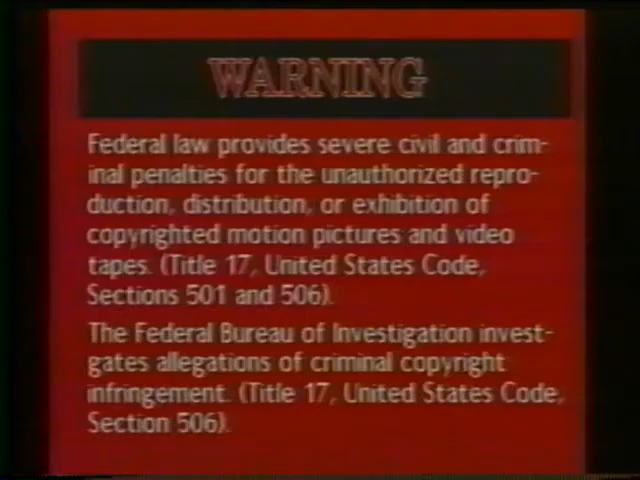 WARNING
Federal law provides severe civil and crim-
inal penalties for the unauthorized repro-
duction, distribution, or exhibition of
copyrighted motion pictures and video
tapes. (Title 17, United States Code,
Sections 501 and 506).
The Federal Bureau of Investigation invest-
gates allegations of criminal copyright
infringement. (Title 17, United States Code,
Section 506).